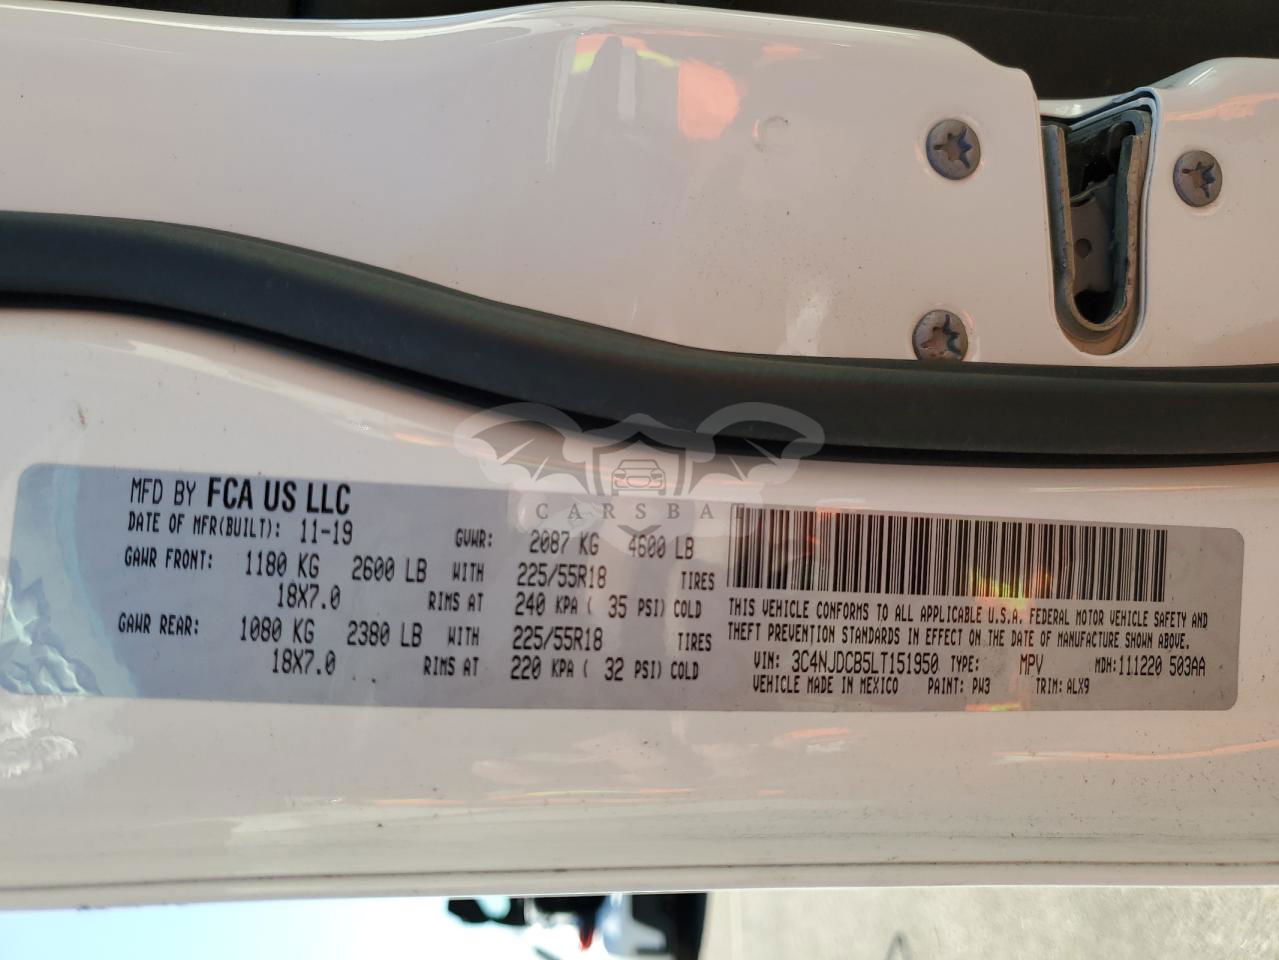 MFD BY FCA US LLC
DATE OF MFR(BUILT): 11-19 GVWR: 2087 KG 4600 LB
GAWR FRONT: 1180 KG 2600 LB WITH 225/55R18 TIRES
18X7.0 RIMS AT 240 KPA ( 35 PSI) COLD
GAWR REAR: 1080 KG 2380 LB WITH 225/55R18 TIRES
18X7.0 RIMS AT 220 KPA ( 32 PSI) COLD
THIS VEHICLE CONFORMS TO ALL APPLICABLE U.S.A. FEDERAL MOTOR VEHICLE SAFETY AND
THEFT PREVENTION STANDARDS IN EFFECT ON THE DATE OF MANUFACTURE SHOWN ABOVE.
VIN: 3C4NJDCB5LT151950 TYPE: MPV MDH:111220 503AA
VEHICLE MADE IN MEXICO PAINT: PW3 TRIM: ALX9
CARSBAT